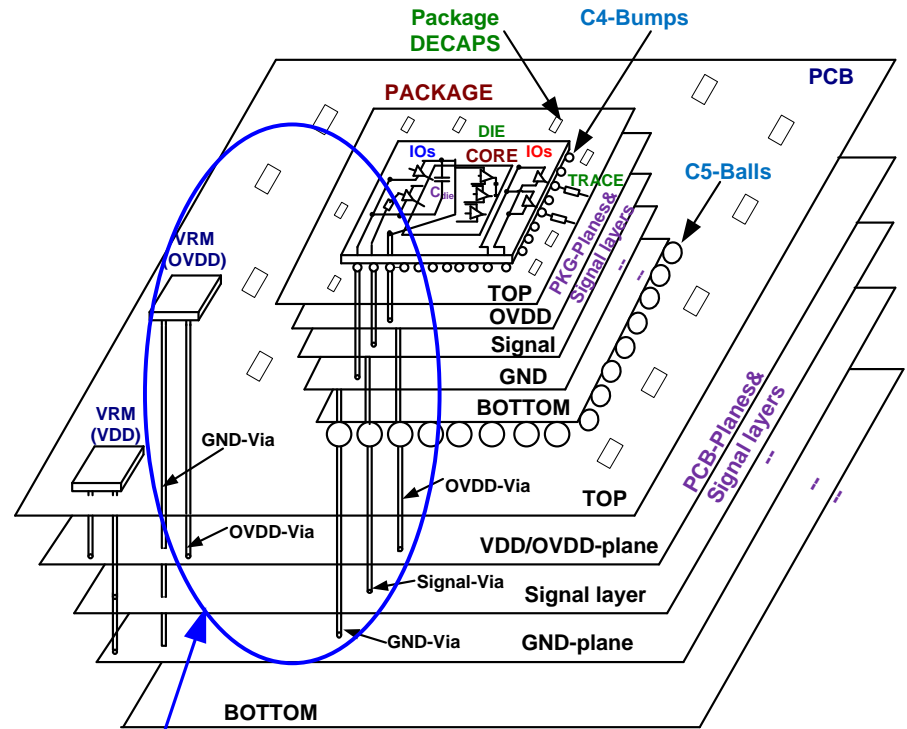 Package
DECAPS
C4-Bumps
PCB
PACKAGE
DIE
IOs
CORE
IOs
C5-Balls
TRACE
Cdie
PKG-Planes&
Signal layers
--
--
VRM
(OVDD)
TOP
OVDD
Signal
GND
BOTTOM
VRM
(VDD)
GND-Via
OVDD-Via
OVDD-Via
PCB-Planes&
Signal layers
--
--
--
TOP
VDD/OVDD-plane
Signal-Via
Signal layer
GND-Via
GND-plane
BOTTOM